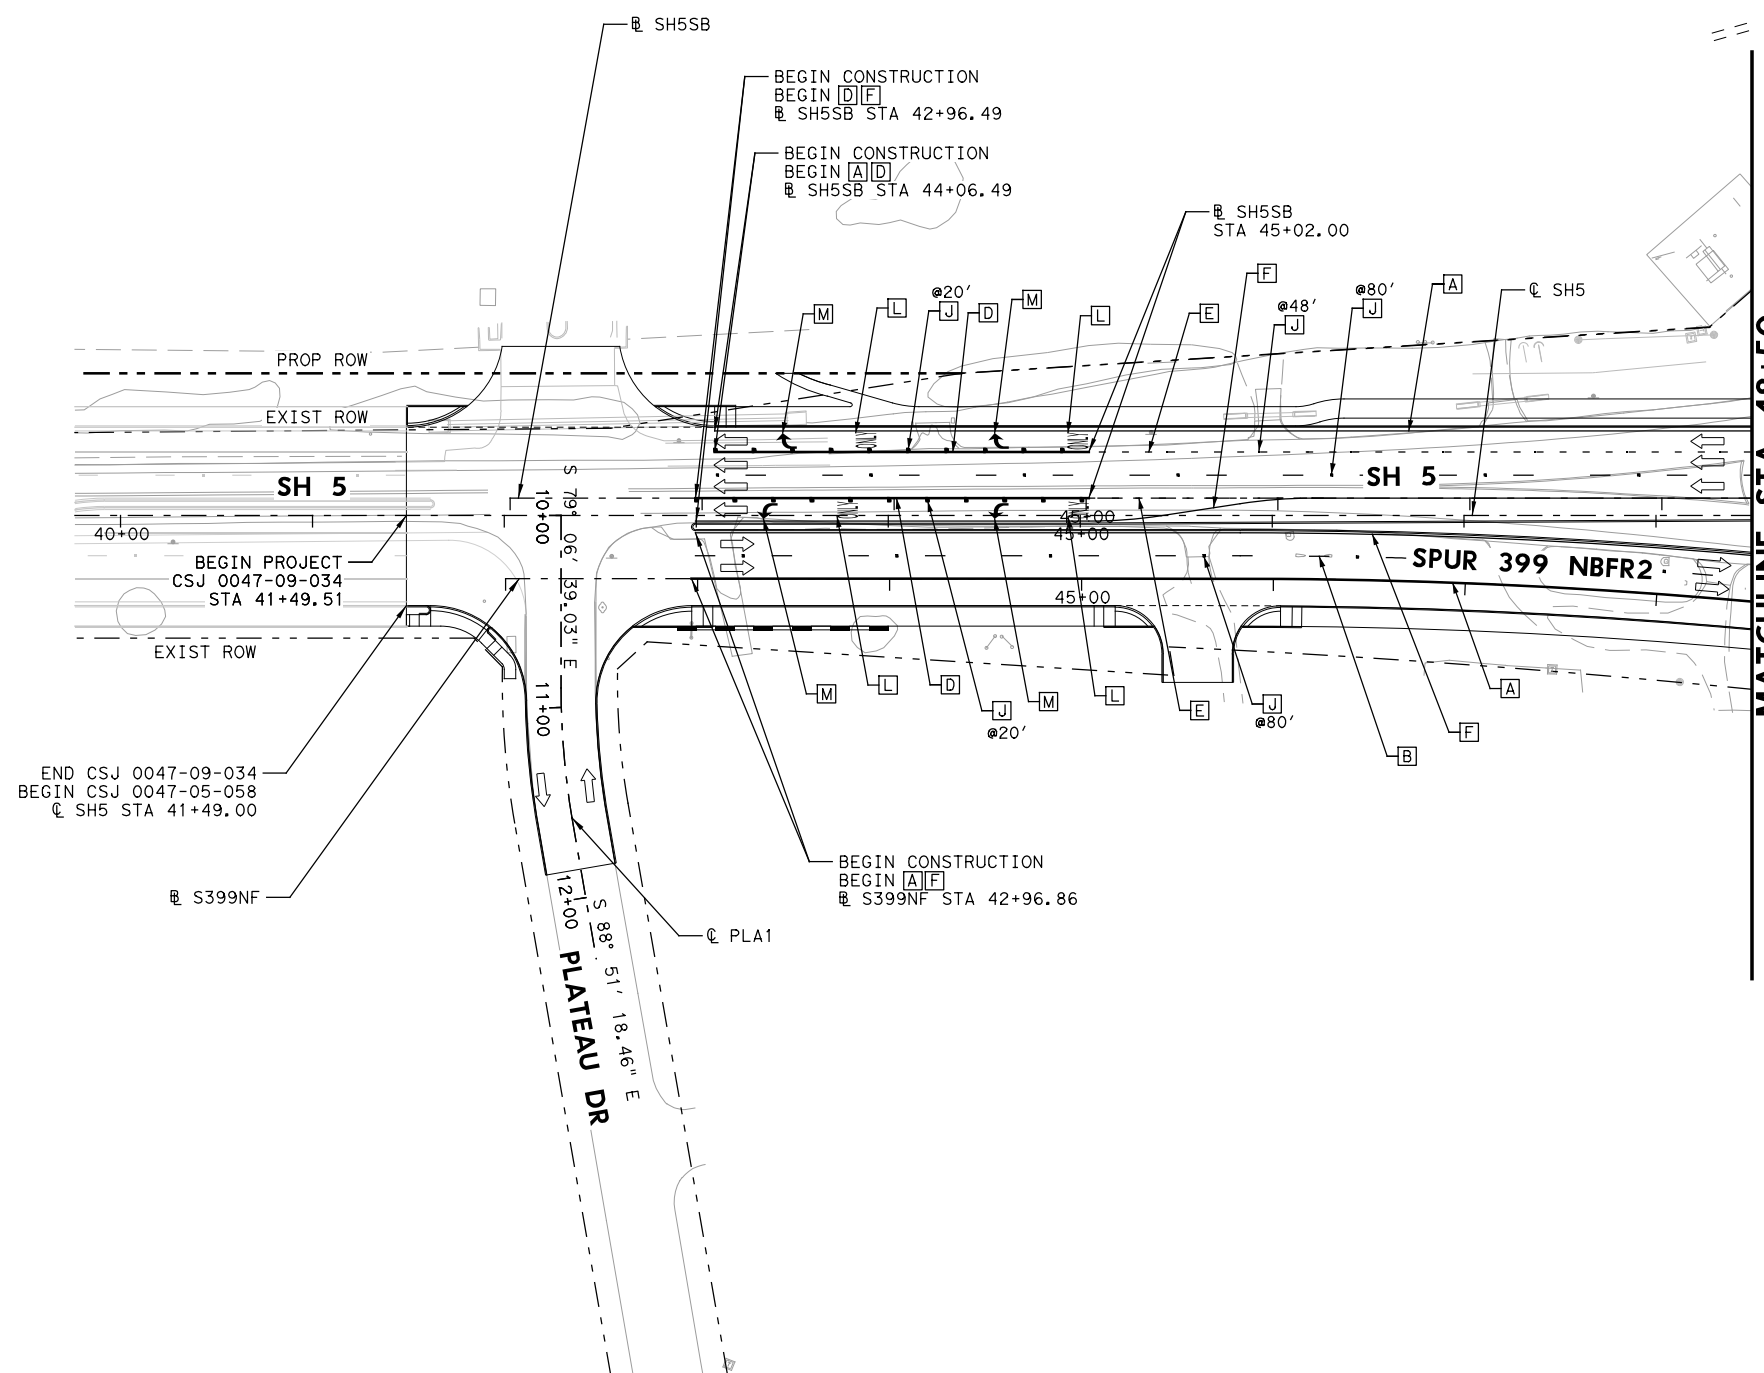 ℄ SH5SB
BEGIN CONSTRUCTION
BEGIN D F
SH5SB STA 42+96.49
BEGIN CONSTRUCTION
BEGIN A D
SH5SB STA 44+06.49
SH5SB
STA 45+02.00
F
@80'
J
A
℄ SH5
@48'
J
M
L
@20'
J
D
M
L
E
PROP ROW
EXIST ROW
SH 5
SH 5
40+00
45+00
45+00
45+00
10+00
11+00
12+00
S 79° 06' 39.03" E
BEGIN PROJECT
CSJ 0047-09-034
STA 41+49.51
SPUR 399 NBFR2
EXIST ROW
M
L
D
J
@20'
M
L
E
J
@80'
B
F
A
END CSJ 0047-09-034
BEGIN CSJ 0047-05-058
℄ SH5 STA 41+49.00
S399NF
BEGIN CONSTRUCTION
BEGIN A F
S399NF STA 42+96.86
℄ PLA1
S 88° 51' 18.46" E
PLATEAU DR
MATCHLINE STA